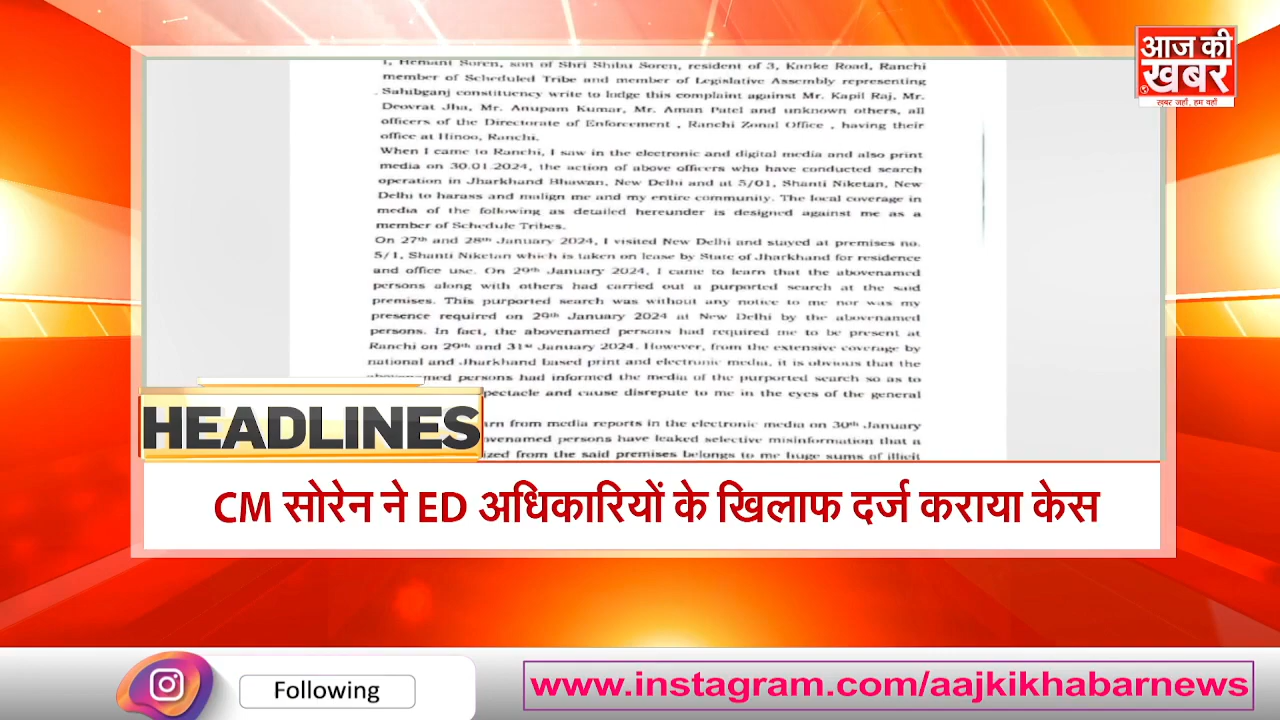 आज की
खबर
खबर जहाँ, हम वहाँ
I, Hemant Soren, son of Shri Shibu Soren, resident of 3, Kanke Road, Ranchi
member of Scheduled Tribe and member of Legislative Assembly representing
Sahibganj constituency write to lodge this complaint against Mr. Kapil Raj, Mr.
Deovrat Jha, Mr. Anupam Kumar, Mr. Aman Patel and unknown others, all
officers of the Directorate of Enforcement , Ranchi Zonal Office , having their
office at Hinoo, Ranchi.
When I came to Ranchi, I saw in the electronic and digital media and also print
media on 30.01.2024, the action of above officers who have conducted search
operation in Jharkhand Bhawan, New Delhi and at 5/01, Shanti Niketan, New
Delhi to harass and malign me and my entire community. The local coverage in
media of the following as detailed hereunder is designed against me as a
member of Schedule Tribes.
On 27th and 28th January 2024, I visited New Delhi and stayed at premises no.
5/1, Shanti Niketan which is taken on lease by State of Jharkhand for residence
and office use. On 29th January 2024, I came to learn that the abovenamed
persons along with others had carried out a purported search at the said
premises. This purported search was without any notice to me nor was my
presence required on 29th January 2024 at New Delhi by the abovenamed
persons. In fact, the abovenamed persons had required me to be present at
Ranchi on 29th and 31st January 2024. However, from the extensive coverage by
national and Jharkhand based print and electronic media, it is obvious that the
persons had informed the media of the purported search so as to
pectacle and cause disrepute to me in the eyes of the general
rn from media reports in the electronic media on 30th January
ovenamed persons have leaked selective misinformation that a
ized from the said premises belongs to me huge sums of illicit
HEADLINES
CM सोरेन ने ED अधिकारियों के खिलाफ दर्ज कराया केस
Following
www.instagram.com/aajkikhabarnews